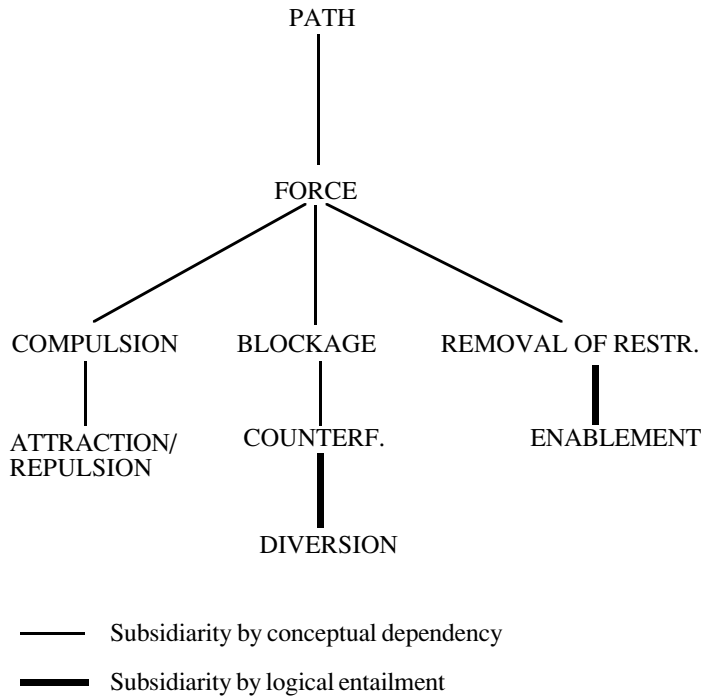 PATH
FORCE
COMPULSION
BLOCKAGE
REMOVAL OF RESTR.
ATTRACTION/
REPULSION
COUNTERF.
ENABLEMENT
DIVERSION
Subsidiarity by conceptual dependency
Subsidiarity by logical entailment